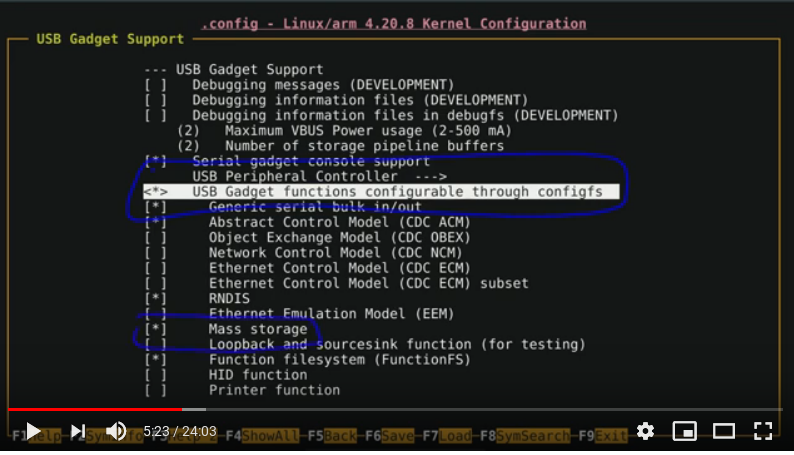 .config - Linux/arm 4.20.8 Kernel Configuration
USB Gadget Support
--- USB Gadget Support
[ ] Debugging messages (DEVELOPMENT)
[ ] Debugging information files (DEVELOPMENT)
[ ] Debugging information files in debugfs (DEVELOPMENT)
(2) Maximum VBUS Power usage (2-500 mA)
(2) Number of storage pipeline buffers
[*] Serial gadget console support
USB Peripheral Controller --->
<*> USB Gadget functions configurable through configfs
[*] Generic serial bulk in/out
[*] Abstract Control Model (CDC ACM)
[ ] Object Exchange Model (CDC OBEX)
[ ] Network Control Model (CDC NCM)
[ ] Ethernet Control Model (CDC ECM)
[ ] Ethernet Control Model (CDC ECM) subset
[*] RNDIS
[ ] Ethernet Emulation Model (EEM)
[*] Mass storage
[ ] Loopback and sourcesink function (for testing)
[*] Function filesystem (FunctionFS)
[ ] HID function
[ ] Printer function
F1Help F4ShowAll F5Back F6Save F7Load F8SymSearch F9Exit
5:23 / 24:03